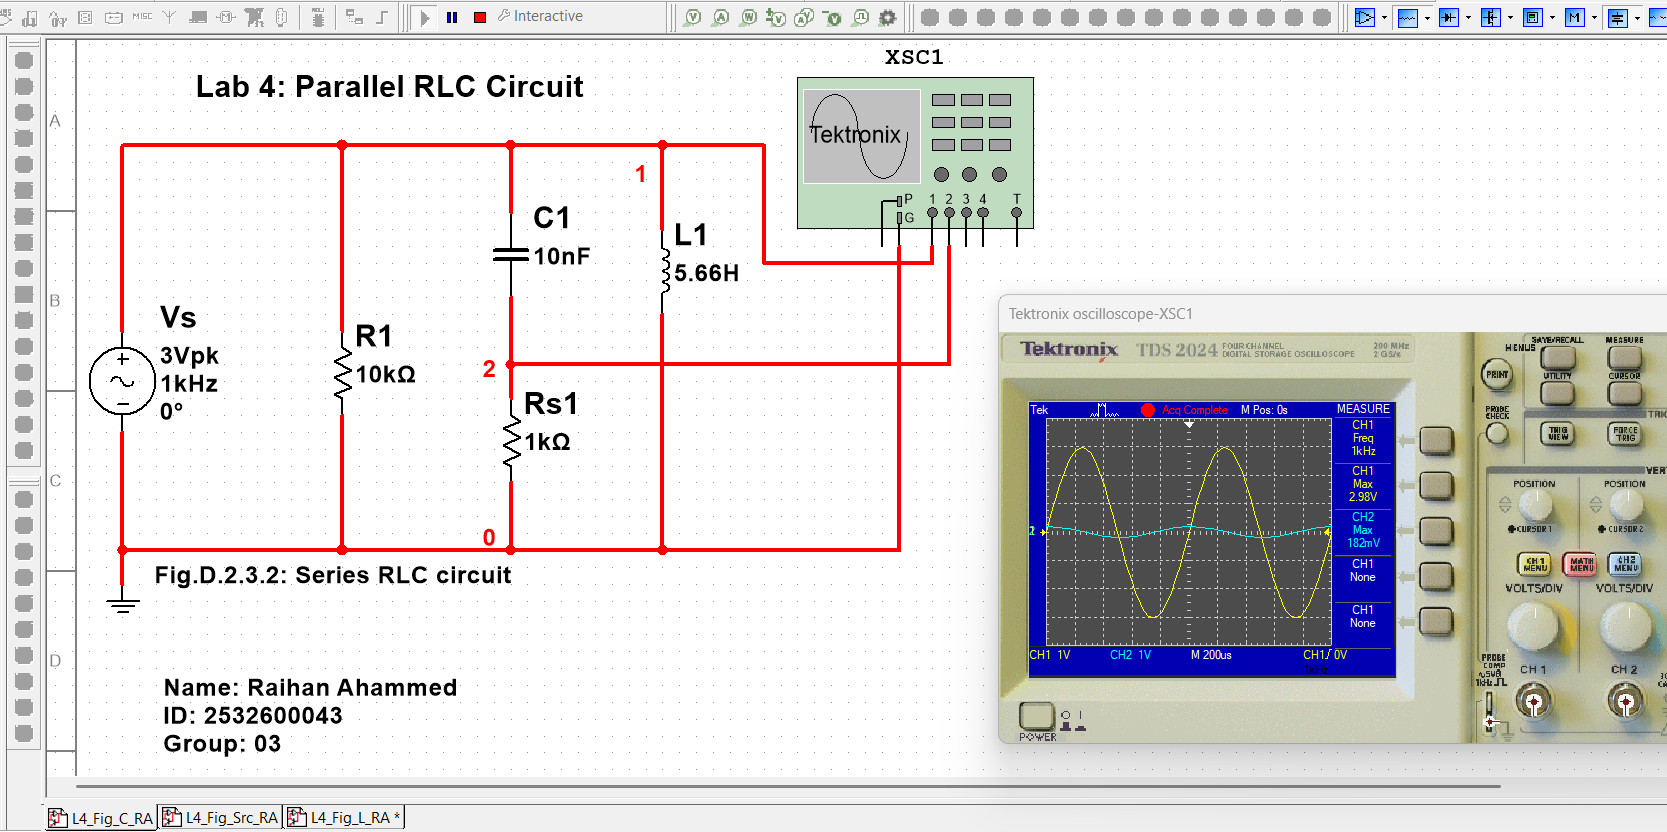 MISC
Interactive
XSC1
Lab 4: Parallel RLC Circuit
A
B
C
D
Tektronix
P
G
1 2 3 4 T
1
C1
10nF
L1
5.66H
Vs
3Vpk
1kHz
0°
R1
10kΩ
2
Rs1
1kΩ
0
Fig.D.2.3.2: Series RLC circuit
Name: Raihan Ahammed
ID: 2532600043
Group: 03
Tektronix oscilloscope-XSC1
Tektronix TDS 2024 FOUR CHANNEL
DIGITAL STORAGE OSCILLOSCOPE
200 MHz
2 GS/s
Tek Acq Complete M Pos: 0s MEASURE
CH1
Freq
1kHz
CH1
Max
2.98V
CH2
Max
182mV
CH1
None
CH1
None
CH1 1V CH2 1V M 200us CH1/ 0V
MENUS
SAVE/RECALL
MEASURE
UTILITY
CURSOR
PRINT
PROBE
CHECK
TRIG
VIEW
FORCE
TRIG
POSITION
POSITION
CURSOR 1
CURSOR 2
CH 1
MENU
MATH
MENU
CH 2
MENU
VOLTS/DIV
VOLTS/DIV
CH 1
CH 2
PROBE
COMP
~5V
1kHz
POWER
L4_Fig_C_RA
L4_Fig_Src_RA
L4_Fig_L_RA *